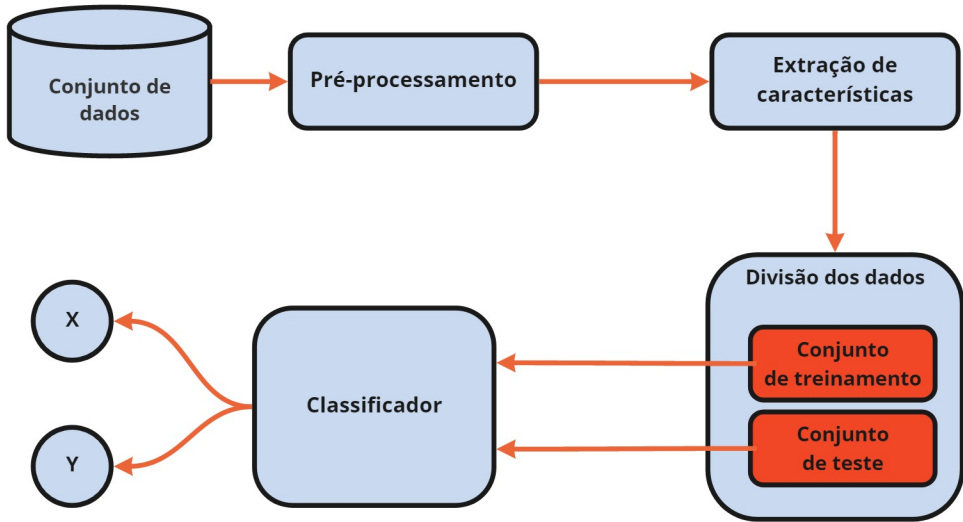 Conjunto de
dados
Pré-processamento
Extração de
características
Divisão dos dados
Conjunto
de treinamento
Conjunto
de teste
Classificador
X
Y